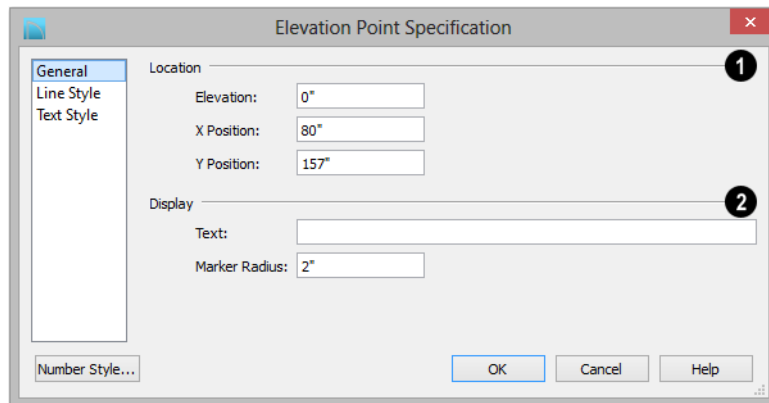 Elevation Point Specification
×
General
Line Style
Text Style
Location
1
Elevation: 0"
X Position: 80"
Y Position: 157"
Display
2
Text:
Marker Radius: 2"
Number Style...
OK
Cancel
Help